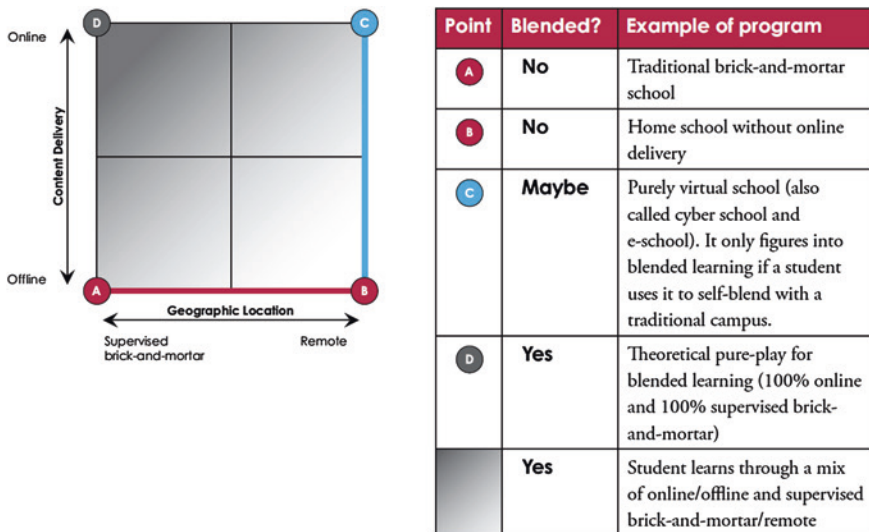 D
C
Online
Content Delivery
Offline
A
B
Geographic Location
Supervised
brick-and-mortar
Remote
Point
Blended?
Example of program
A
No
Traditional brick-and-mortar
school
B
No
Home school without online
delivery
C
Maybe
Purely virtual school (also
called cyber school and
e-school). It only figures into
blended learning if a student
uses it to self-blend with a
traditional campus.
D
Yes
Theoretical pure-play for
blended learning (100% online
and 100% supervised brick-
and-mortar)
Yes
Student learns through a mix
of online/offline and supervised
brick-and-mortar/remote